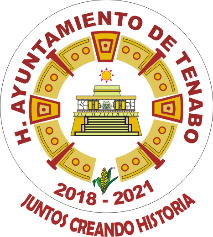 H. AYUNTAMIENTO DE TENABO
2018 - 2021
JUNTOS CREANDO HISTORIA